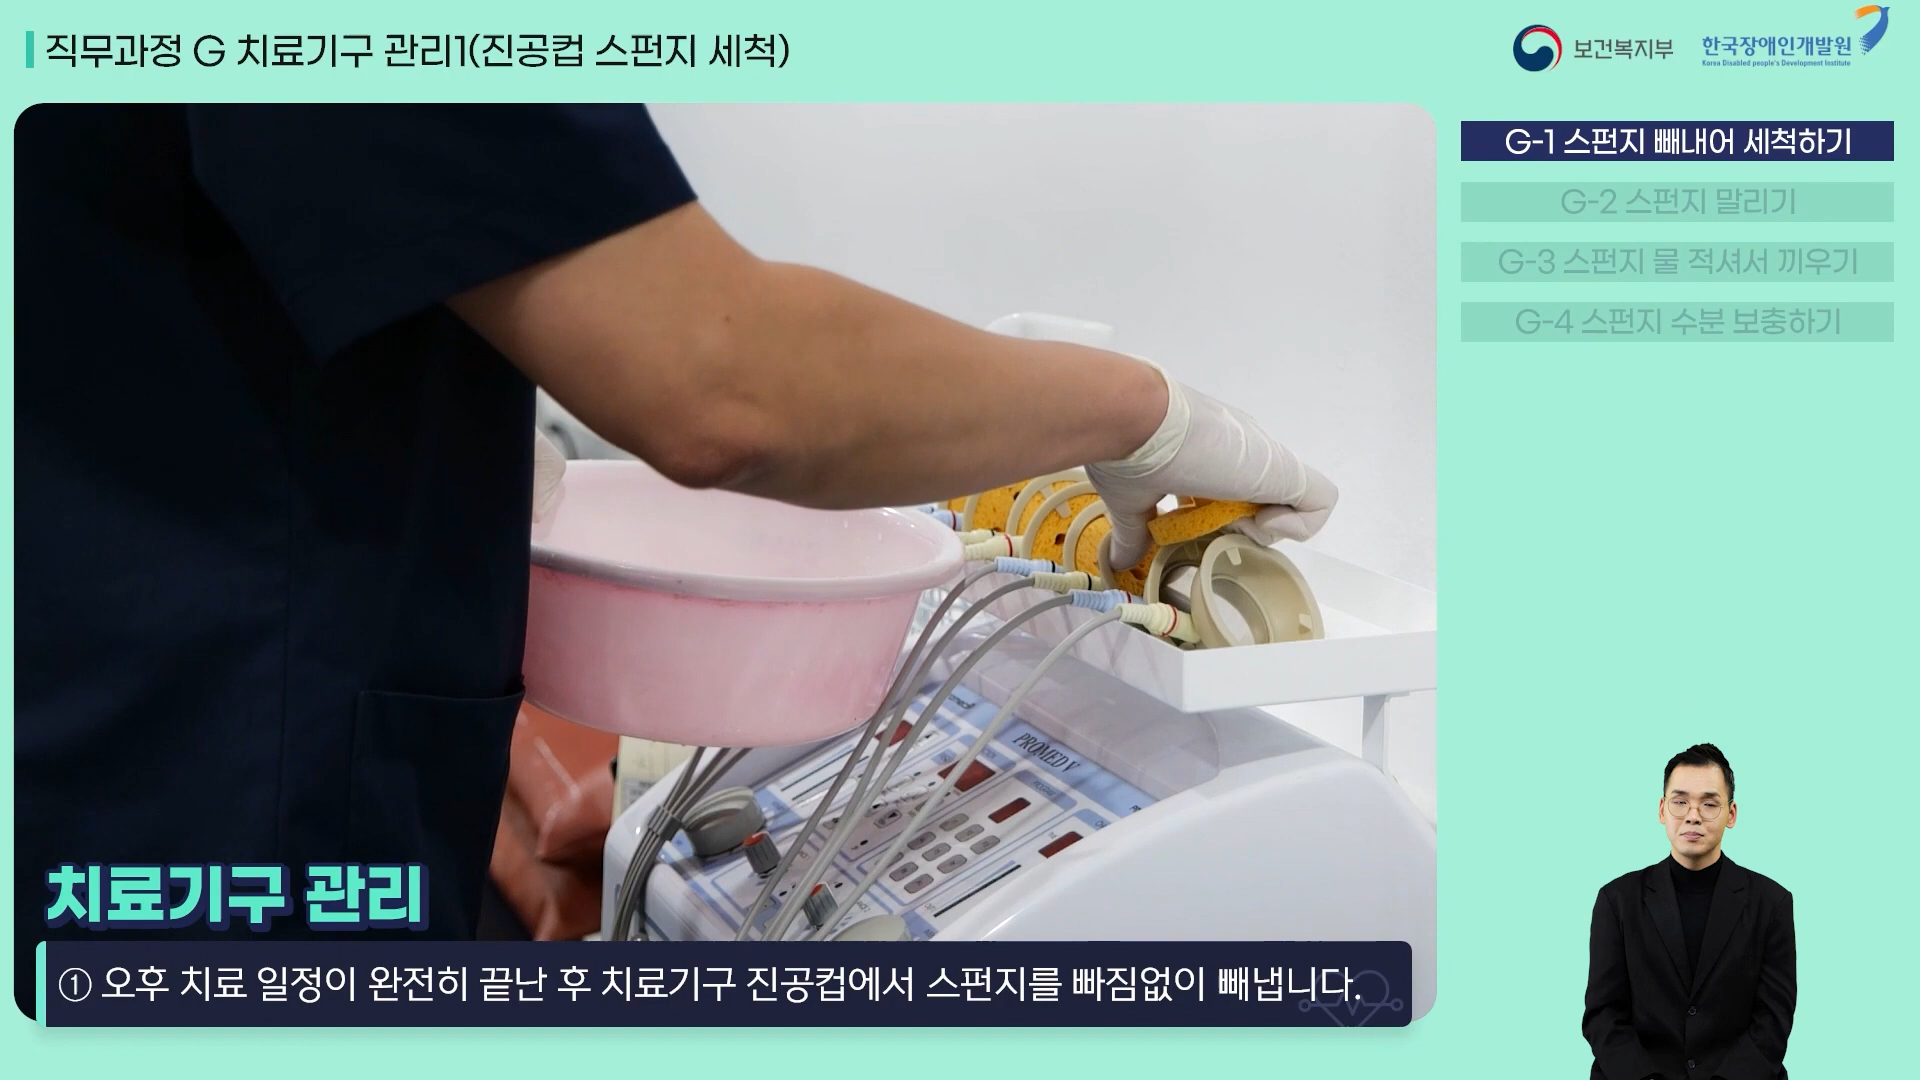 직무과정 G 치료기구 관리1(진공컵 스펀지 세척)
보건복지부
한국장애인개발원
Korea Disabled people's Development Institute
G-1 스펀지 빼내어 세척하기
G-2 스펀지 말리기
G-3 스펀지 물 적셔서 끼우기
G-4 스펀지 수분 보충하기
PROMED V
치료기구 관리
① 오후 치료 일정이 완전히 끝난 후 치료기구 진공컵에서 스펀지를 빠짐없이 빼냅니다.